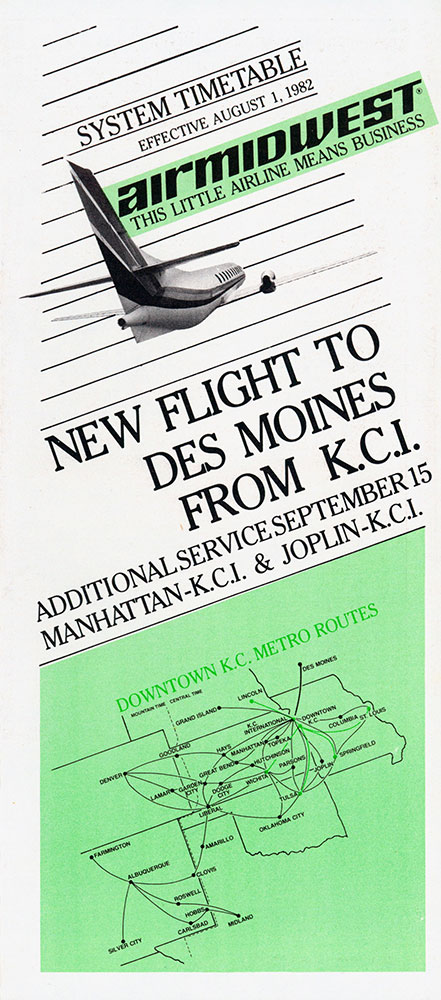 SYSTEM TIMETABLE
EFFECTIVE AUGUST 1, 1982
airmidwest®
THIS LITTLE AIRLINE MEANS BUSINESS
NEW FLIGHT TO
DES MOINES
FROM K.C.I.
ADDITIONAL SERVICE SEPTEMBER 15
MANHATTAN-K.C.I. & JOPLIN-K.C.I.
DOWNTOWN K.C. METRO ROUTES
MOUNTAIN TIME CENTRAL TIME
DES MOINES
LINCOLN
GRAND ISLAND
K.C.
INTERNATIONAL
DOWNTOWN
K.C.
COLUMBIA
ST. LOUIS
GOODLAND
HAYS
MANHATTAN
TOPEKA
DENVER
GREAT BEND
HUTCHINSON
SPRINGFIELD
LAMAR
GARDEN
CITY
DODGE
CITY
WICHITA
PARSONS
JOPLIN
LIBERAL
TULSA
OKLAHOMA CITY
AMARILLO
FARMINGTON
ALBUQUERQUE
CLOVIS
ROSWELL
HOBBS
CARLSBAD
MIDLAND
SILVER CITY